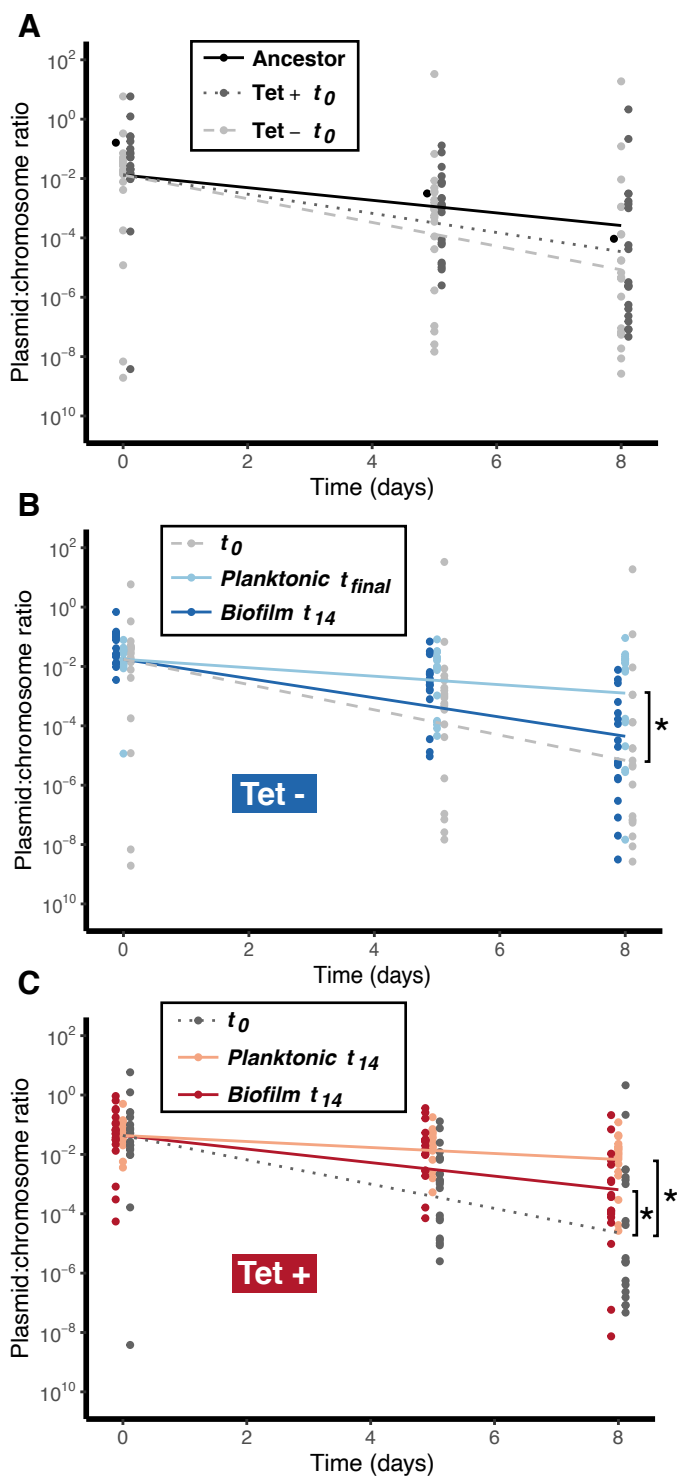 A
Ancestor
Tet + t0
Tet − t0
10^2
10^0
10^-2
10^-4
10^-6
10^-8
10^10
Plasmid:chromosome ratio
0 2 4 6 8
Time (days)
B
t0
Planktonic tfinal
Biofilm t14
10^2
10^0
10^-2
10^-4
10^-6
10^-8
10^10
Plasmid:chromosome ratio
*
Tet -
0 2 4 6 8
Time (days)
C
t0
Planktonic t14
Biofilm t14
10^2
10^0
10^-2
10^-4
10^-6
10^-8
10^10
Plasmid:chromosome ratio
* *
Tet +
0 2 4 6 8
Time (days)